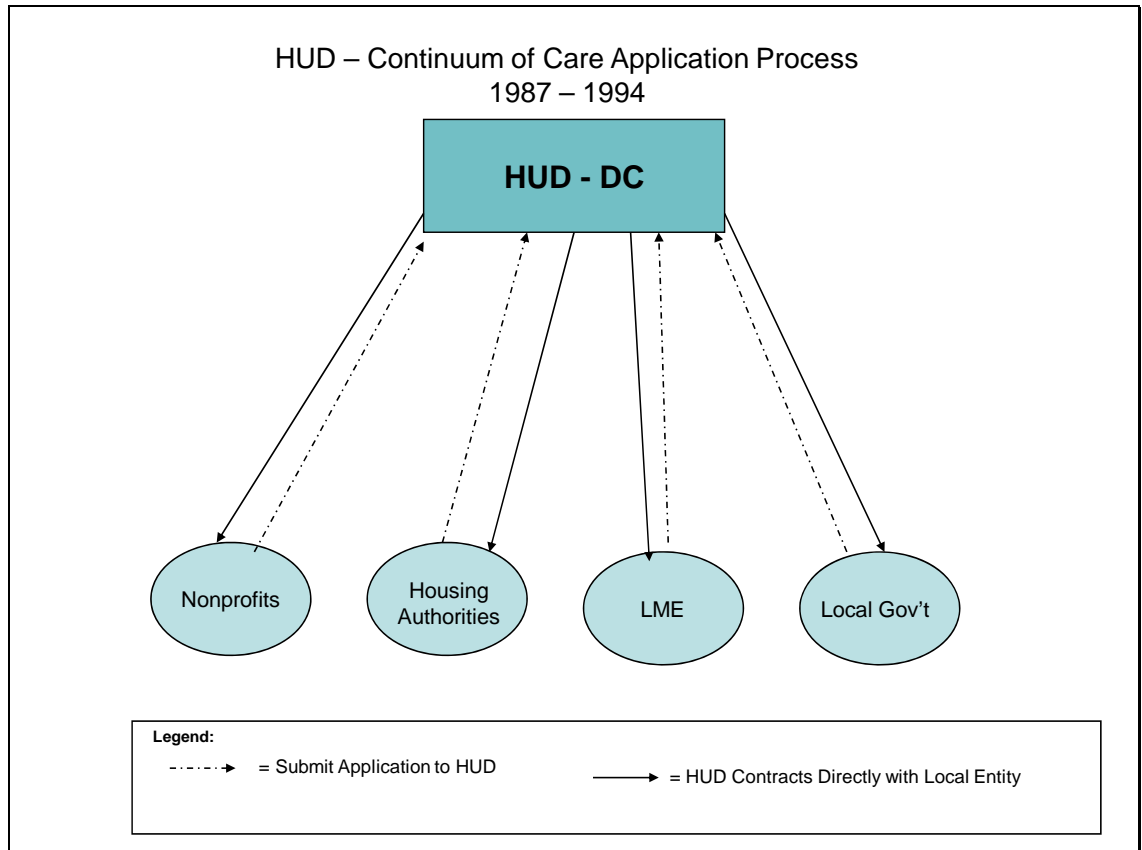 HUD – Continuum of Care Application Process
1987 – 1994
HUD - DC
Nonprofits
Housing
Authorities
LME
Local Gov’t
Legend:
= Submit Application to HUD
= HUD Contracts Directly with Local Entity